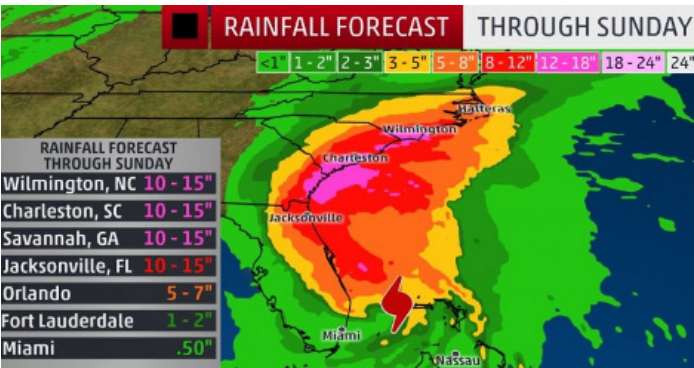 RAINFALL FORECAST THROUGH SUNDAY
<1" 1 - 2" 2 - 3" 3 - 5" 5 - 8" 8 - 12" 12 - 18" 18 - 24" 24"
Hatteras
Wilmington
Charleston
Jacksonville
Miami
Nassau
RAINFALL FORECAST
THROUGH SUNDAY
Wilmington, NC 10 - 15"
Charleston, SC 10 - 15"
Savannah, GA 10 - 15"
Jacksonville, FL 10 - 15"
Orlando 5 - 7"
Fort Lauderdale 1 - 2"
Miami .50"